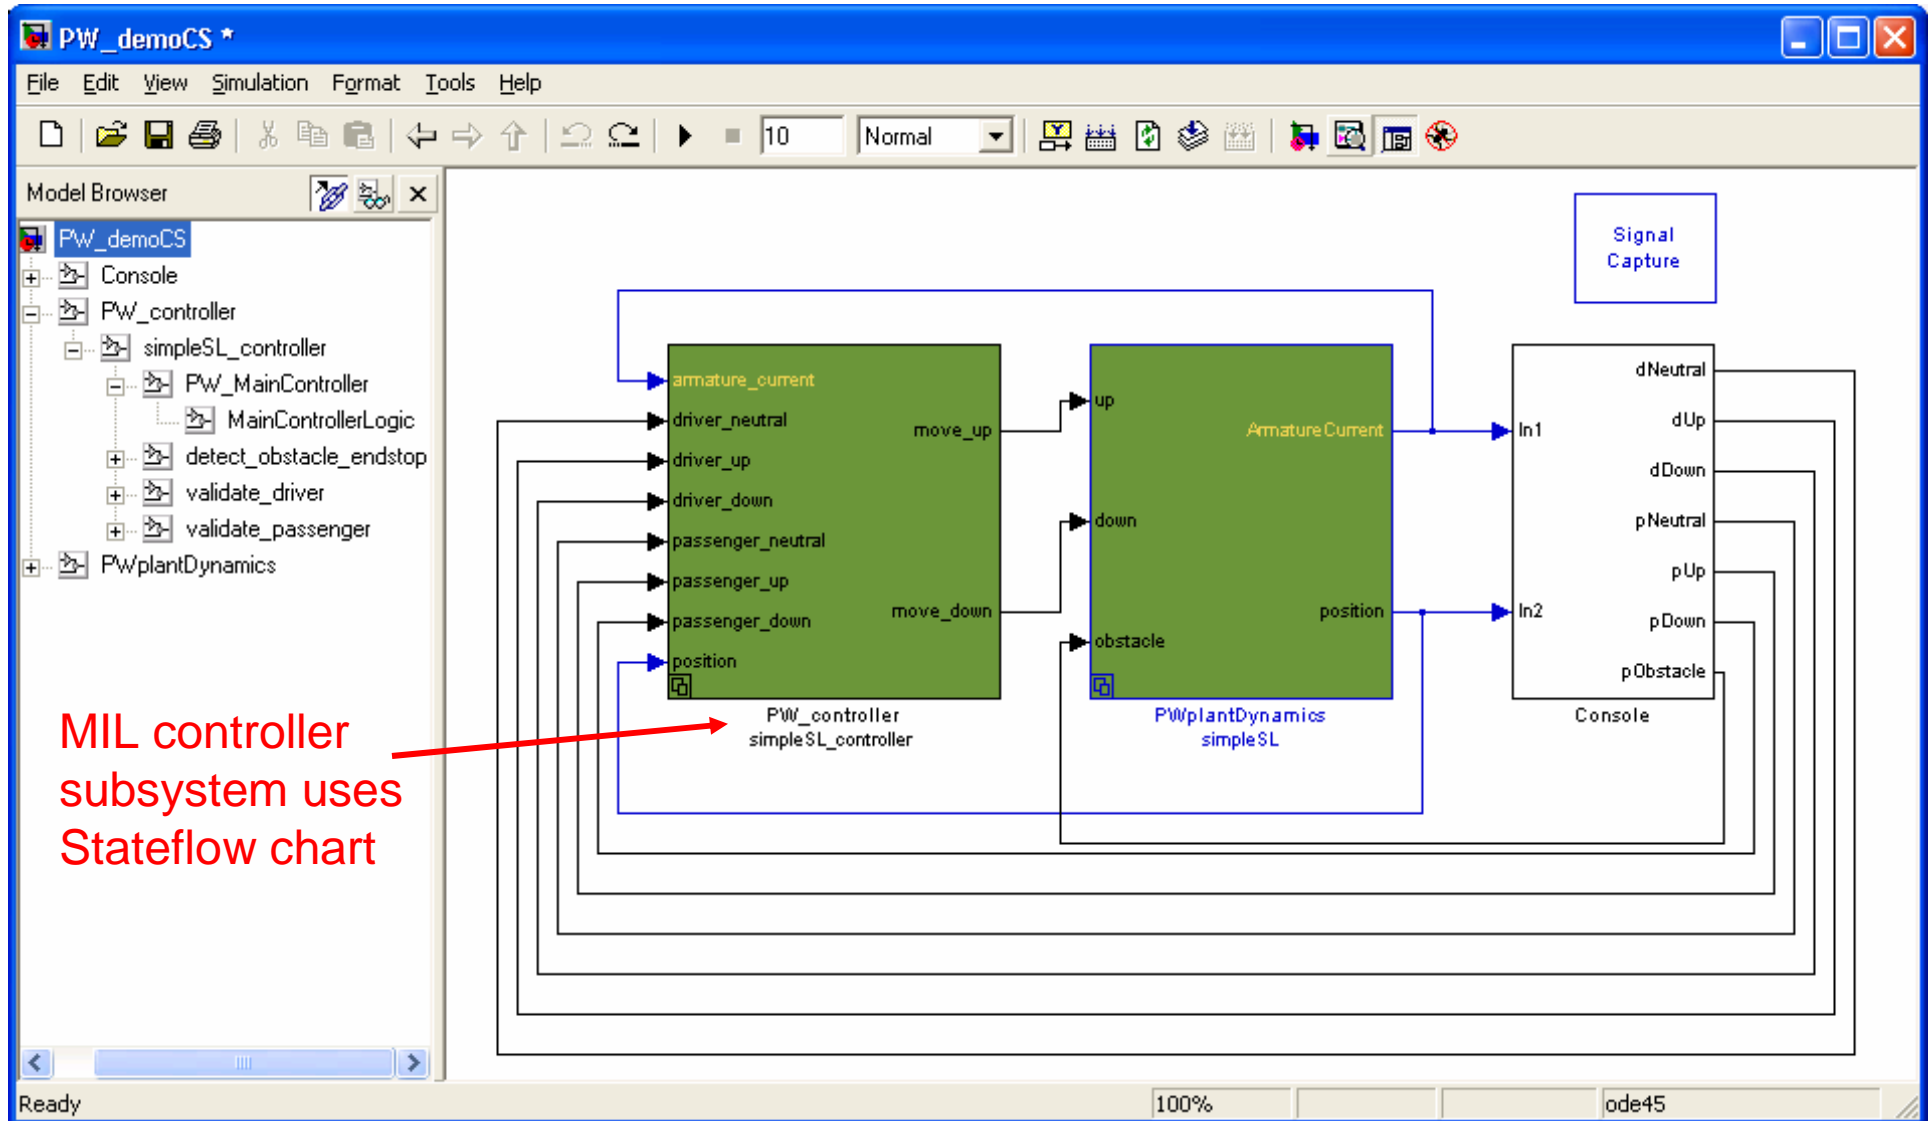 PW_demoCS *
File Edit View Simulation Format Tools Help
10 Normal
Model Browser
PW_demoCS
Console
PW_controller
simpleSL_controller
PW_MainController
MainControllerLogic
detect_obstacle_endstop
validate_driver
validate_passenger
PWplantDynamics
Signal
Capture
armature_current
driver_neutral
driver_up
driver_down
passenger_neutral
passenger_up
passenger_down
position
move_up
move_down
PW_controller
simpleSL_controller
up
down
obstacle
ArmatureCurrent
position
PWplantDynamics
simpleSL
In1
In2
dNeutral
dUp
dDown
pNeutral
pUp
pDown
pObstacle
Console
MIL controller
subsystem uses
Stateflow chart
Ready 100% ode45